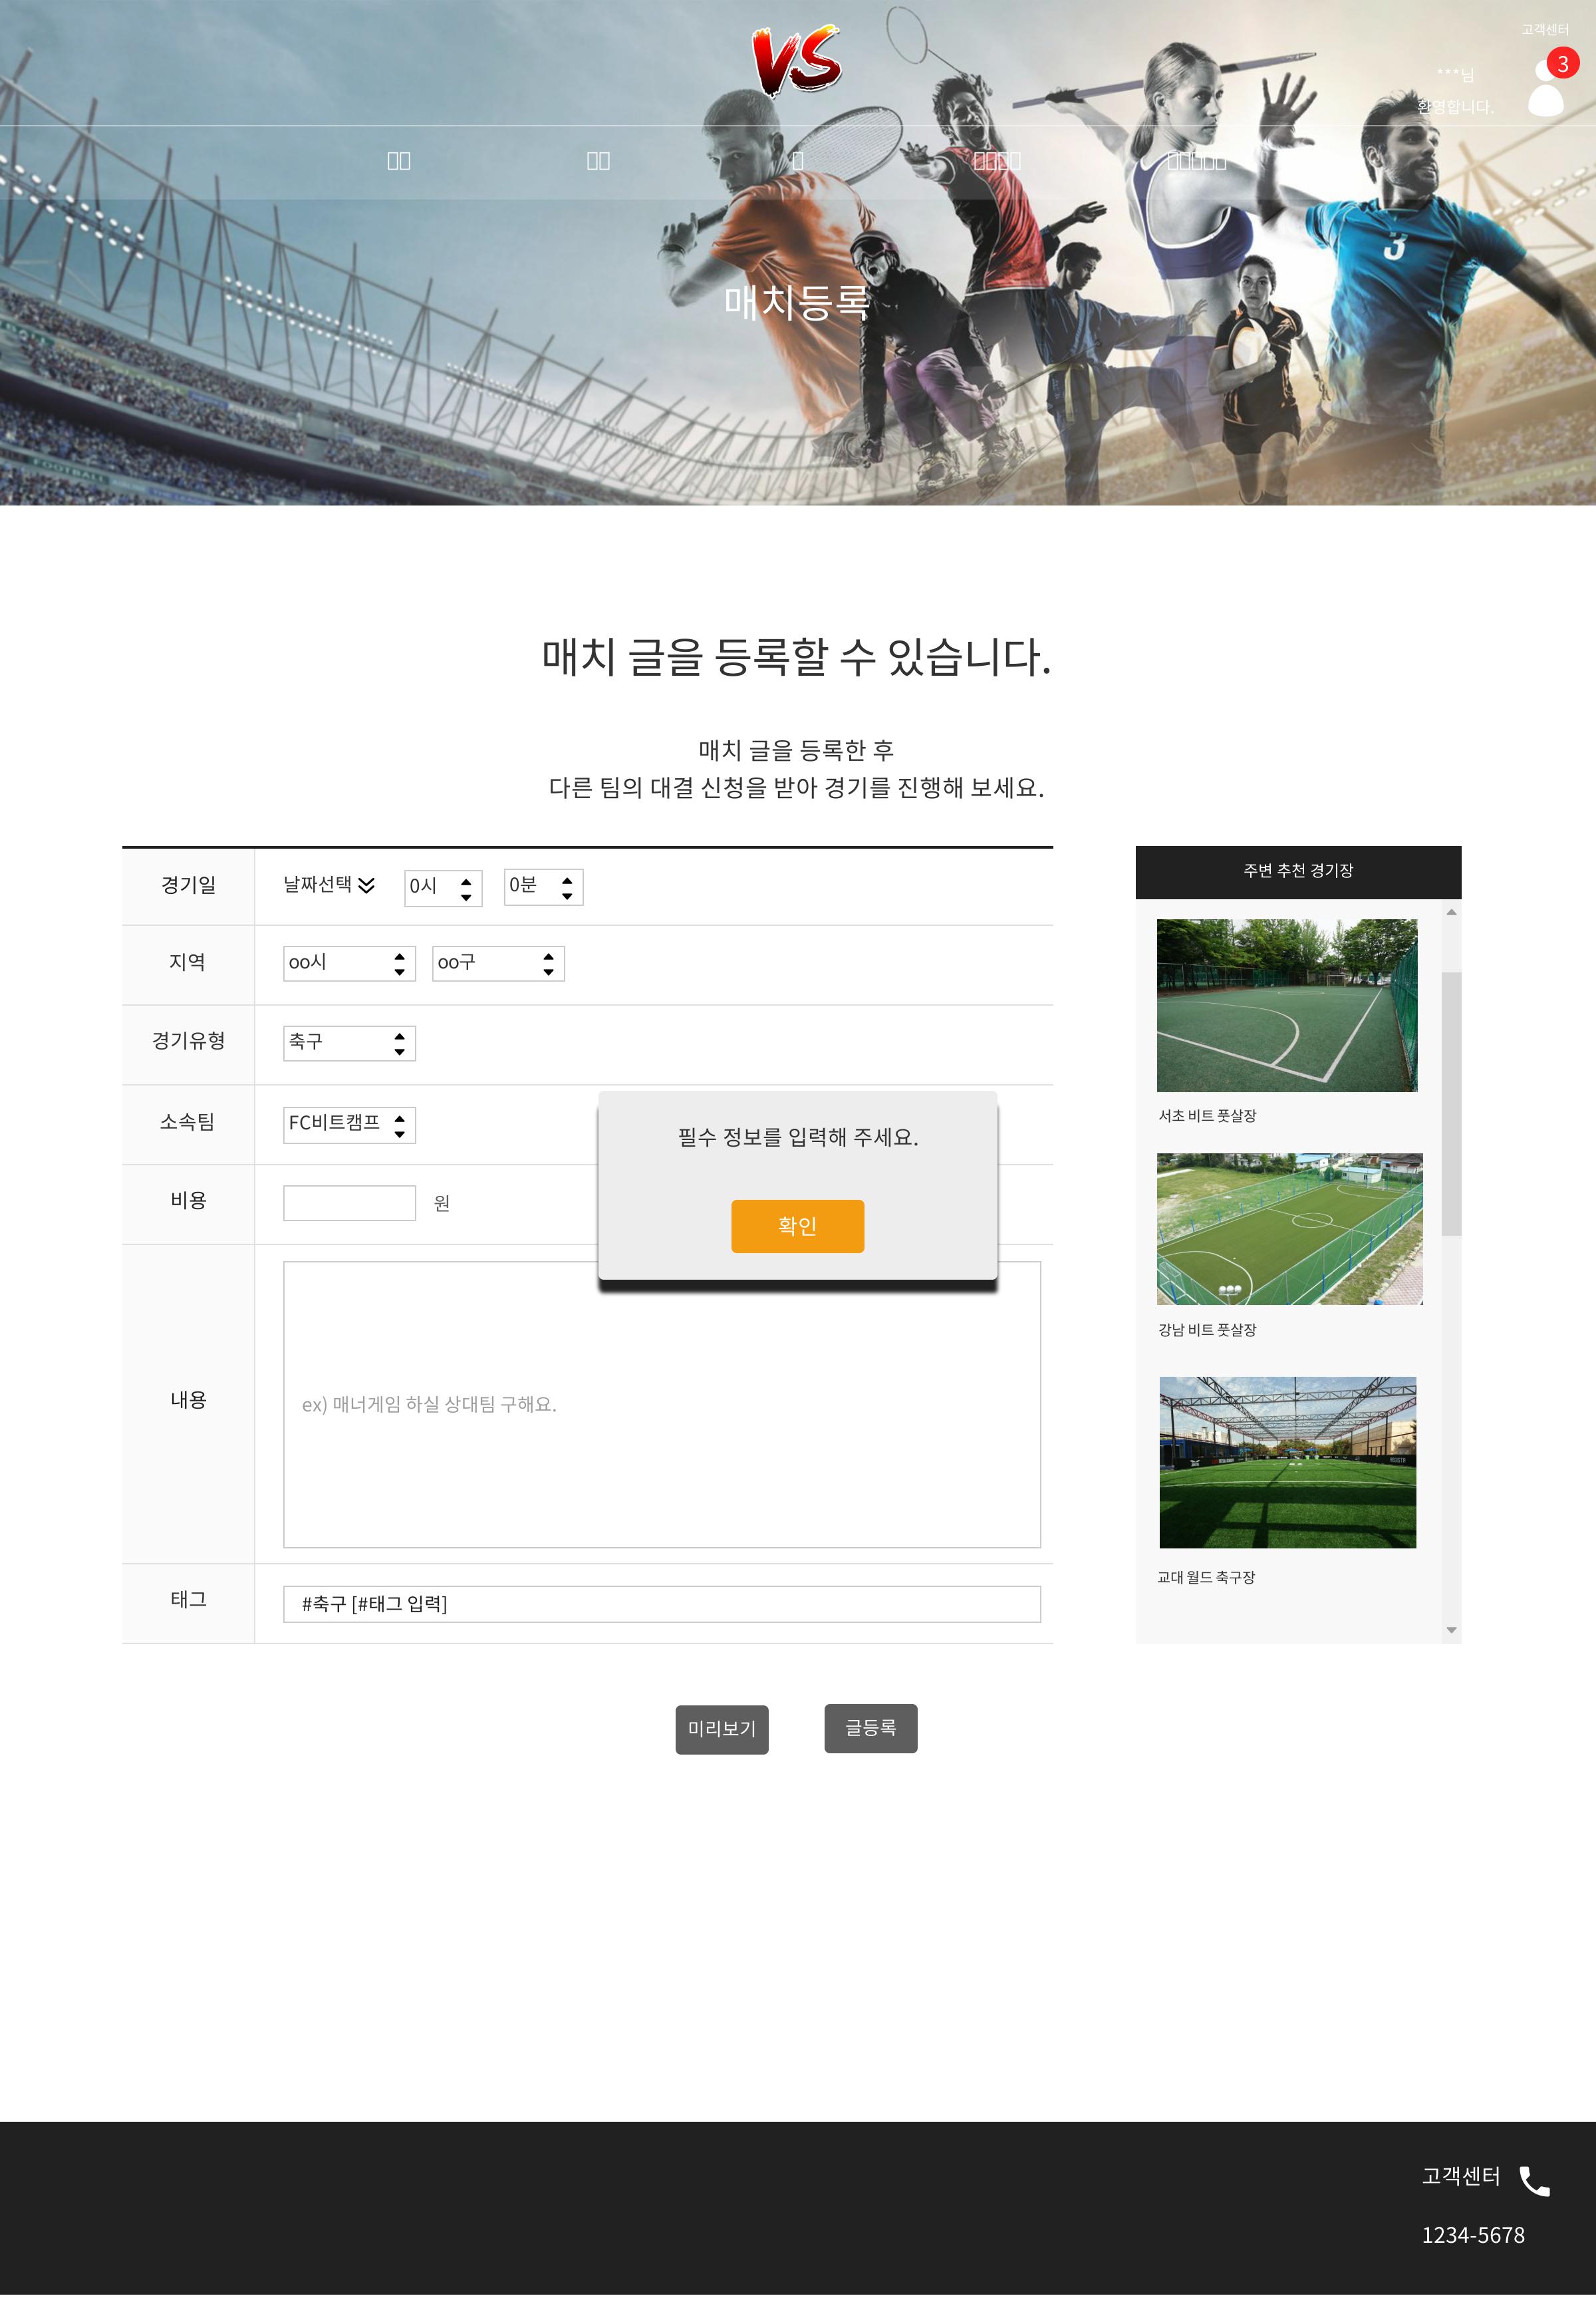 VS
고객센터
3
***님
환영합니다.
매치등록
매치 글을 등록할 수 있습니다.
매치 글을 등록한 후
다른 팀의 대결 신청을 받아 경기를 진행해 보세요.
경기일
날짜선택
0시
0분
지역
oo시
oo구
경기유형
축구
소속팀
FC비트캠프
비용
원
내용
ex) 매너게임 하실 상대팀 구해요.
태그
#축구 [#태그 입력]
필수 정보를 입력해 주세요.
확인
주변 추천 경기장
서초 비트 풋살장
강남 비트 풋살장
교대 월드 축구장
미리보기
글등록
고객센터
1234-5678